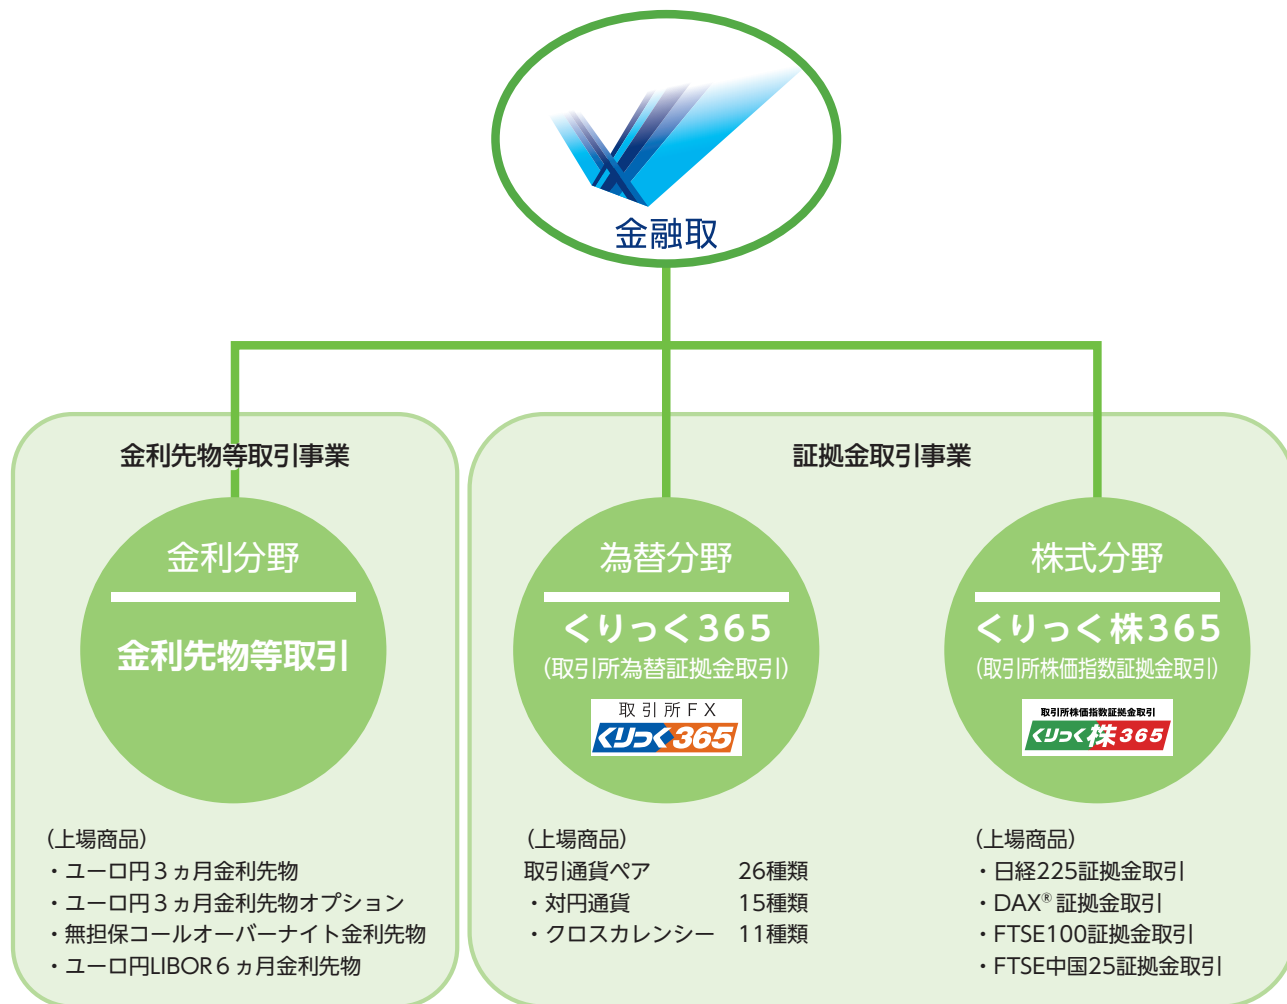 金融取
金利先物等取引事業
金利分野
金利先物等取引
(上場商品)
・ユーロ円3ヵ月金利先物
・ユーロ円3ヵ月金利先物オプション
・無担保コールオーバーナイト金利先物
・ユーロ円LIBOR6ヵ月金利先物
証拠金取引事業
為替分野
くりっく365
(取引所為替証拠金取引)
取引所FX
くりっく365
(上場商品)
取引通貨ペア 26種類
・対円通貨 15種類
・クロスカレンシー 11種類
株式分野
くりっく株365
(取引所株価指数証拠金取引)
取引所株価指数証拠金取引
くりっく株365
(上場商品)
・日経225証拠金取引
・DAX®証拠金取引
・FTSE100証拠金取引
・FTSE中国25証拠金取引